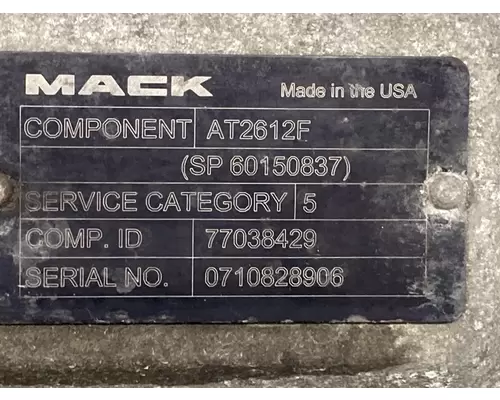 MACK Made in the USA
COMPONENT AT2612F
(SP 60150837)
SERVICE CATEGORY 5
COMP. ID 77038429
SERIAL NO. 0710828906